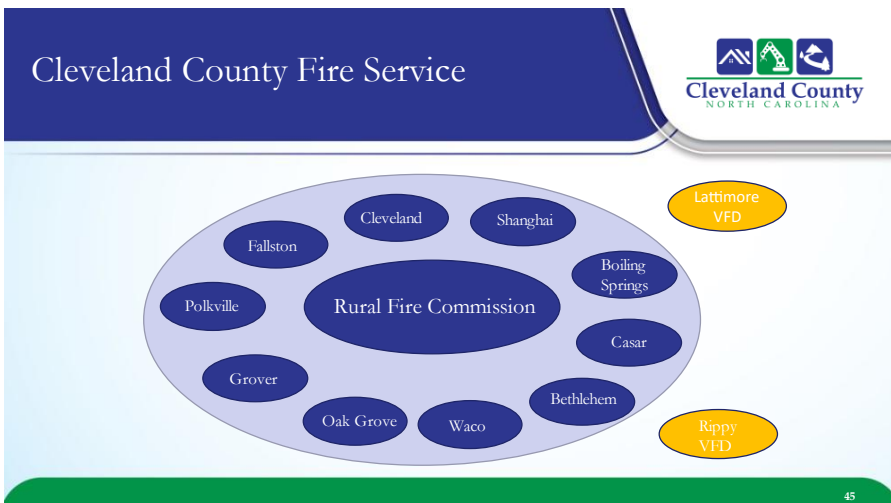 Cleveland County Fire Service
Cleveland County
NORTH CAROLINA
Lattimore
VFD
Cleveland
Shanghai
Fallston
Boiling
Springs
Polkville
Rural Fire Commission
Casar
Grover
Bethlehem
Oak Grove
Waco
Rippy
VFD
45